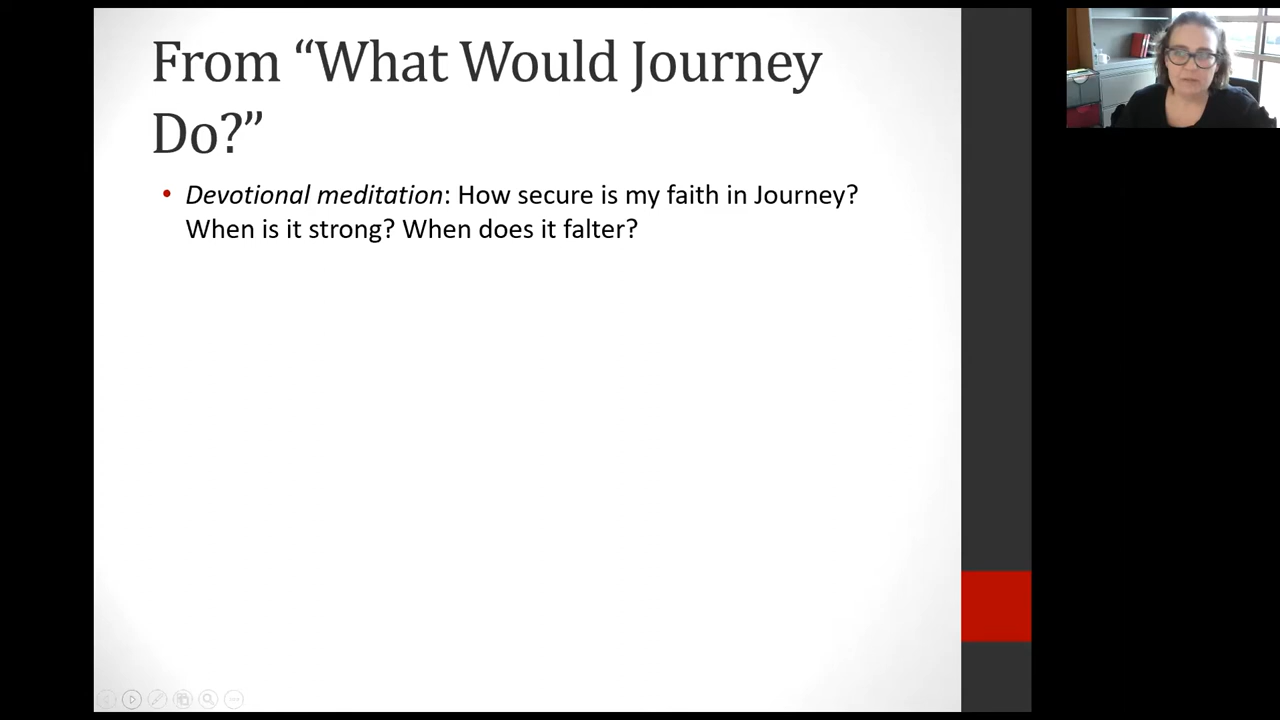 From “What Would Journey
Do?”
• Devotional meditation: How secure is my faith in Journey?
When is it strong? When does it falter?